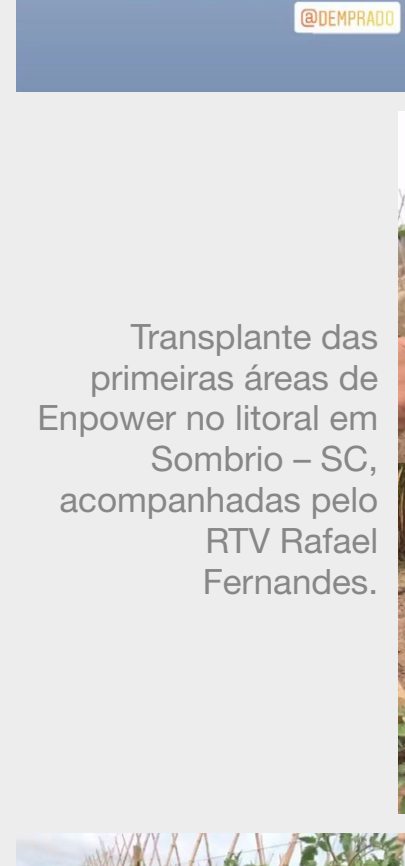 @DEMPRADO
Transplante das
primeiras áreas de
Enpower no litoral em
Sombrio – SC,
acompanhadas pelo
RTV Rafael
Fernandes.